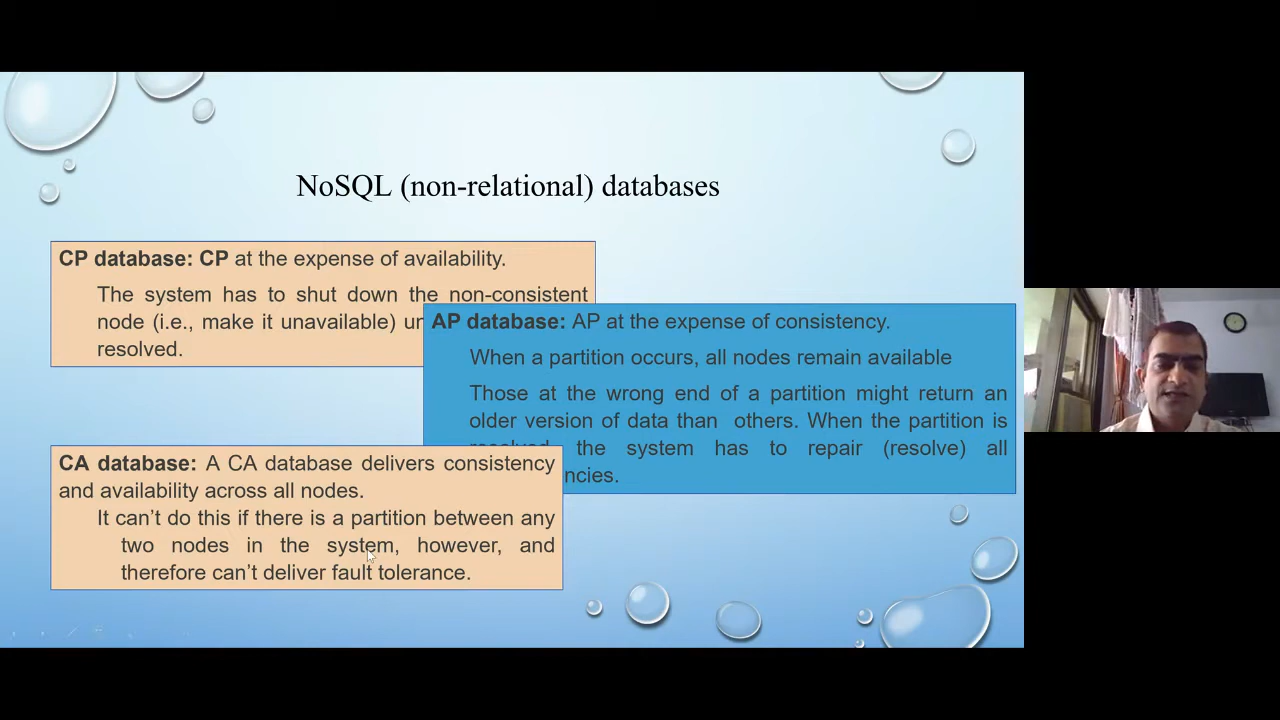 NoSQL (non-relational) databases
CP database: CP at the expense of availability.
The system has to shut down the non-consistent
node (i.e., make it unavailable)
resolved.
AP database: AP at the expense of consistency.
When a partition occurs, all nodes remain available
Those at the wrong end of a partition might return an
older version of data than others. When the partition is
the system has to repair (resolve) all
CA database: A CA database delivers consistency
and availability across all nodes.
It can’t do this if there is a partition between any
two nodes in the system, however, and
therefore can’t deliver fault tolerance.